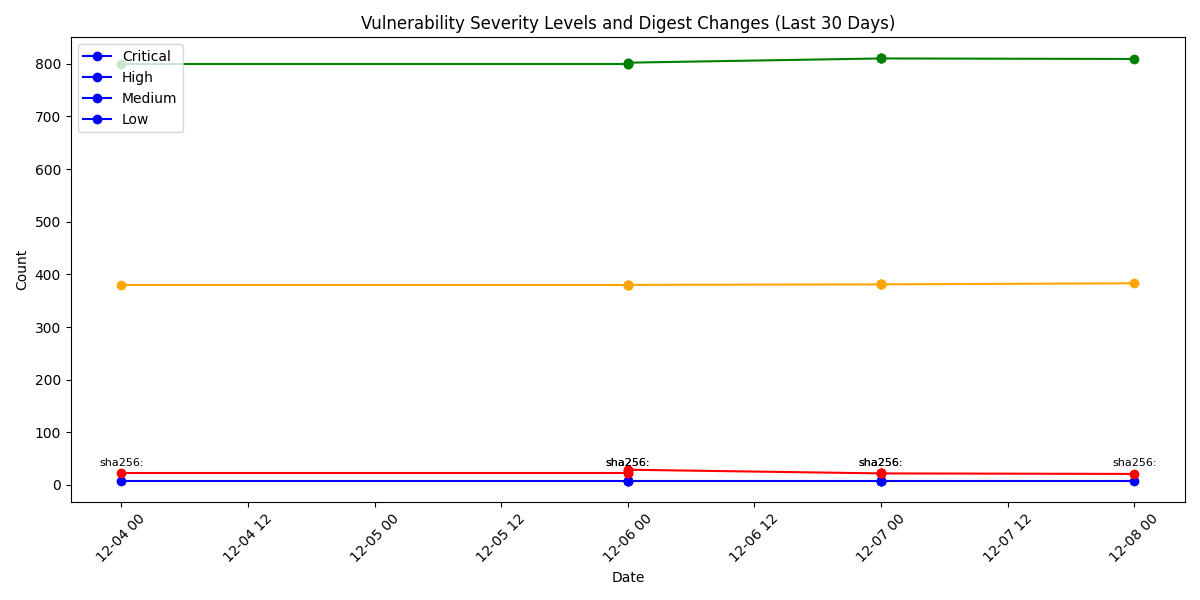 Vulnerability Severity Levels and Digest Changes (Last 30 Days)
Critical
High
Medium
Low
800
700
600
500
400
300
200
100
0
Count
sha256:
sha256:
sha256:
sha256:
12-04 00
12-04 12
12-05 00
12-05 12
12-06 00
12-06 12
12-07 00
12-07 12
12-08 00
Date